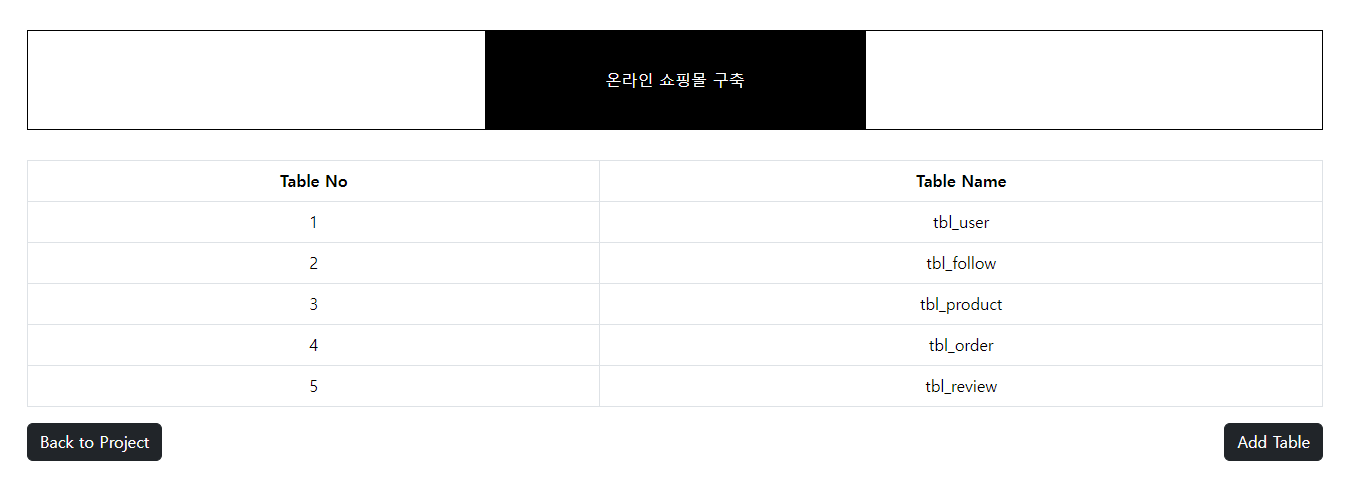 온라인 쇼핑몰 구축
Table No Table Name
1 tbl_user
2 tbl_follow
3 tbl_product
4 tbl_order
5 tbl_review
Back to Project Add Table